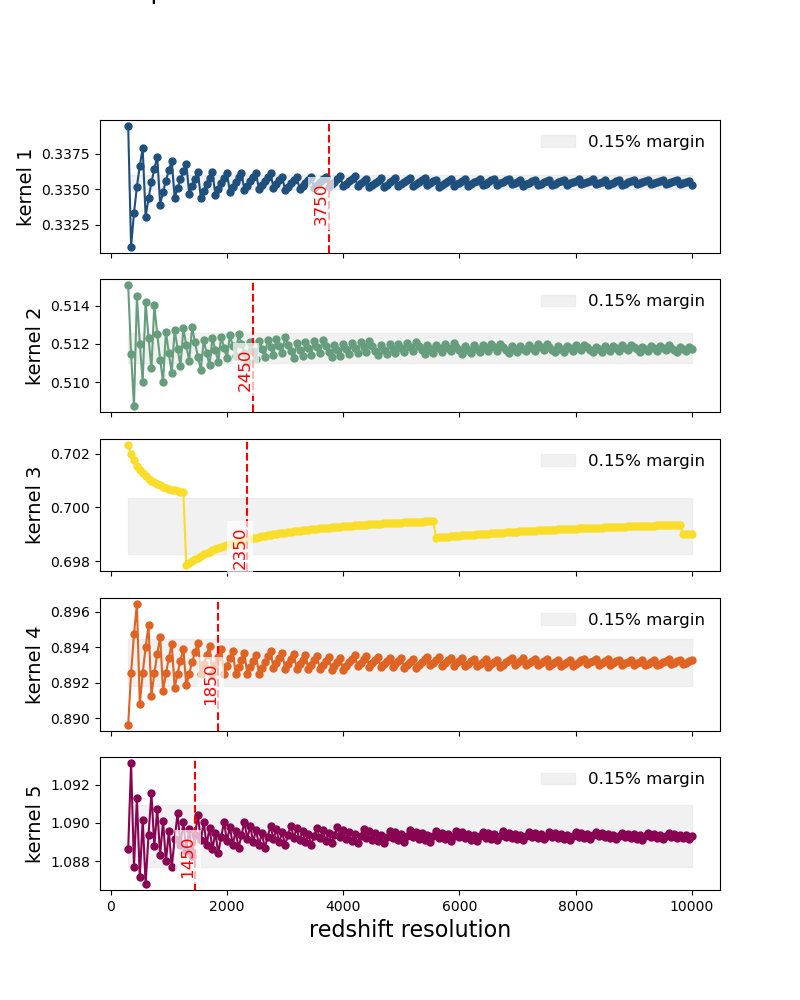 kernel 1
0.3375
0.3350
0.3325
0.15% margin
3750
kernel 2
0.514
0.512
0.510
0.15% margin
2450
kernel 3
0.702
0.700
0.698
0.15% margin
2350
kernel 4
0.896
0.894
0.892
0.890
0.15% margin
1850
kernel 5
1.092
1.090
1.088
0.15% margin
1450
0 2000 4000 6000 8000 10000
redshift resolution